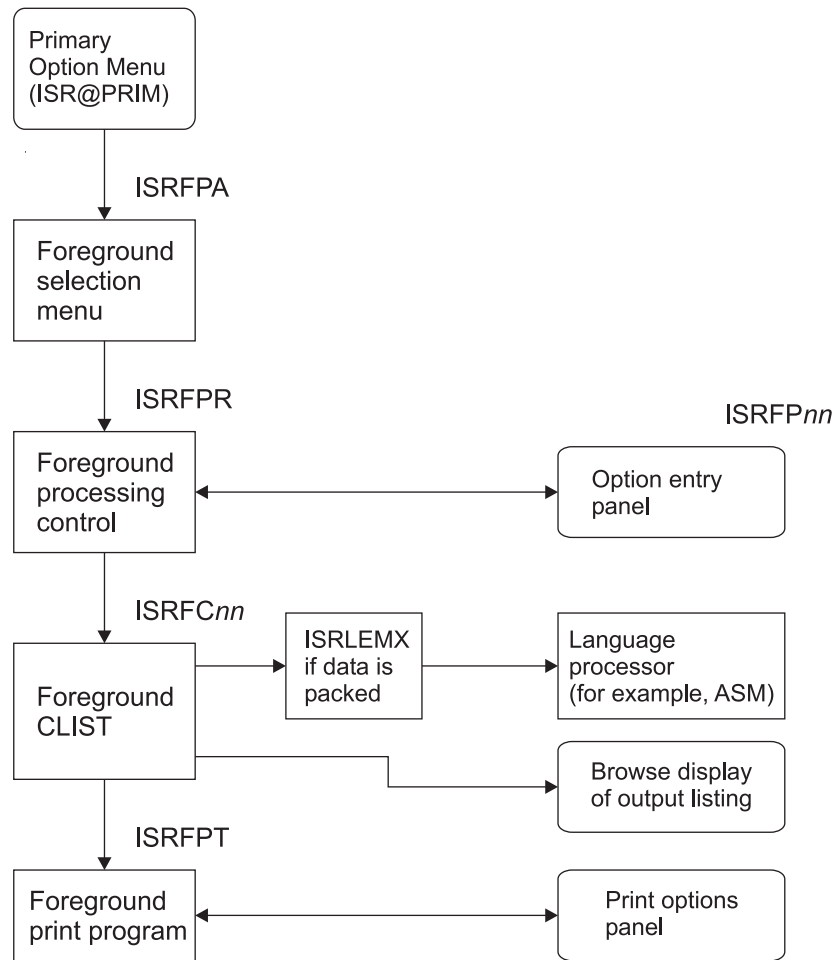 Primary
Option Menu
(ISR@PRIM)
ISRFPA
Foreground
selection
menu
ISRFPR
ISRFPnn
Foreground
processing
control
Option entry
panel
ISRFCnn
ISRLEMX
if data is
packed
Language
processor
(for example, ASM)
Foreground
CLIST
Browse display
of output listing
ISRFPT
Foreground
print program
Print options
panel